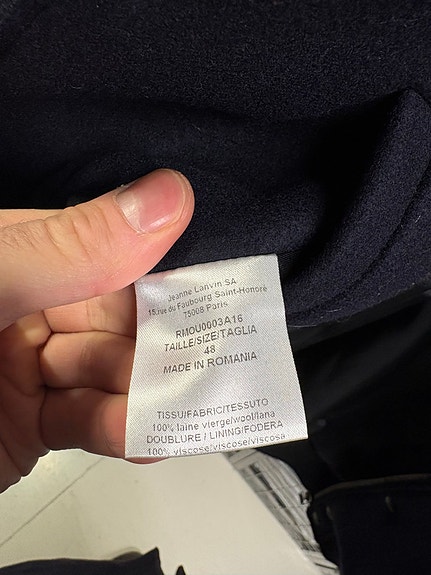 Jeanne Lanvin SA
15,rue du Faubourg Saint-Honore
75008 Paris
RMOU0003A16
TAILLE/SIZE/TAGLIA
48
MADE IN ROMANIA
TISSU/FABRIC/TESSUTO
100% laine vierge/wool/lana
DOUBLURE / LINING/FODERA
100% viscose/viscose/viscosa